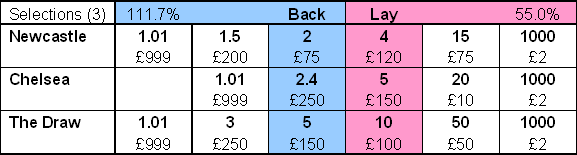 Selections (3) 111.7% Back Lay 55.0%
Newcastle 1.01 1.5 2 4 15 1000
£999 £200 £75 £120 £75 £2
Chelsea 1.01 2.4 5 20 1000
£999 £250 £150 £10 £2
The Draw 1.01 3 5 10 50 1000
£999 £250 £150 £100 £50 £2